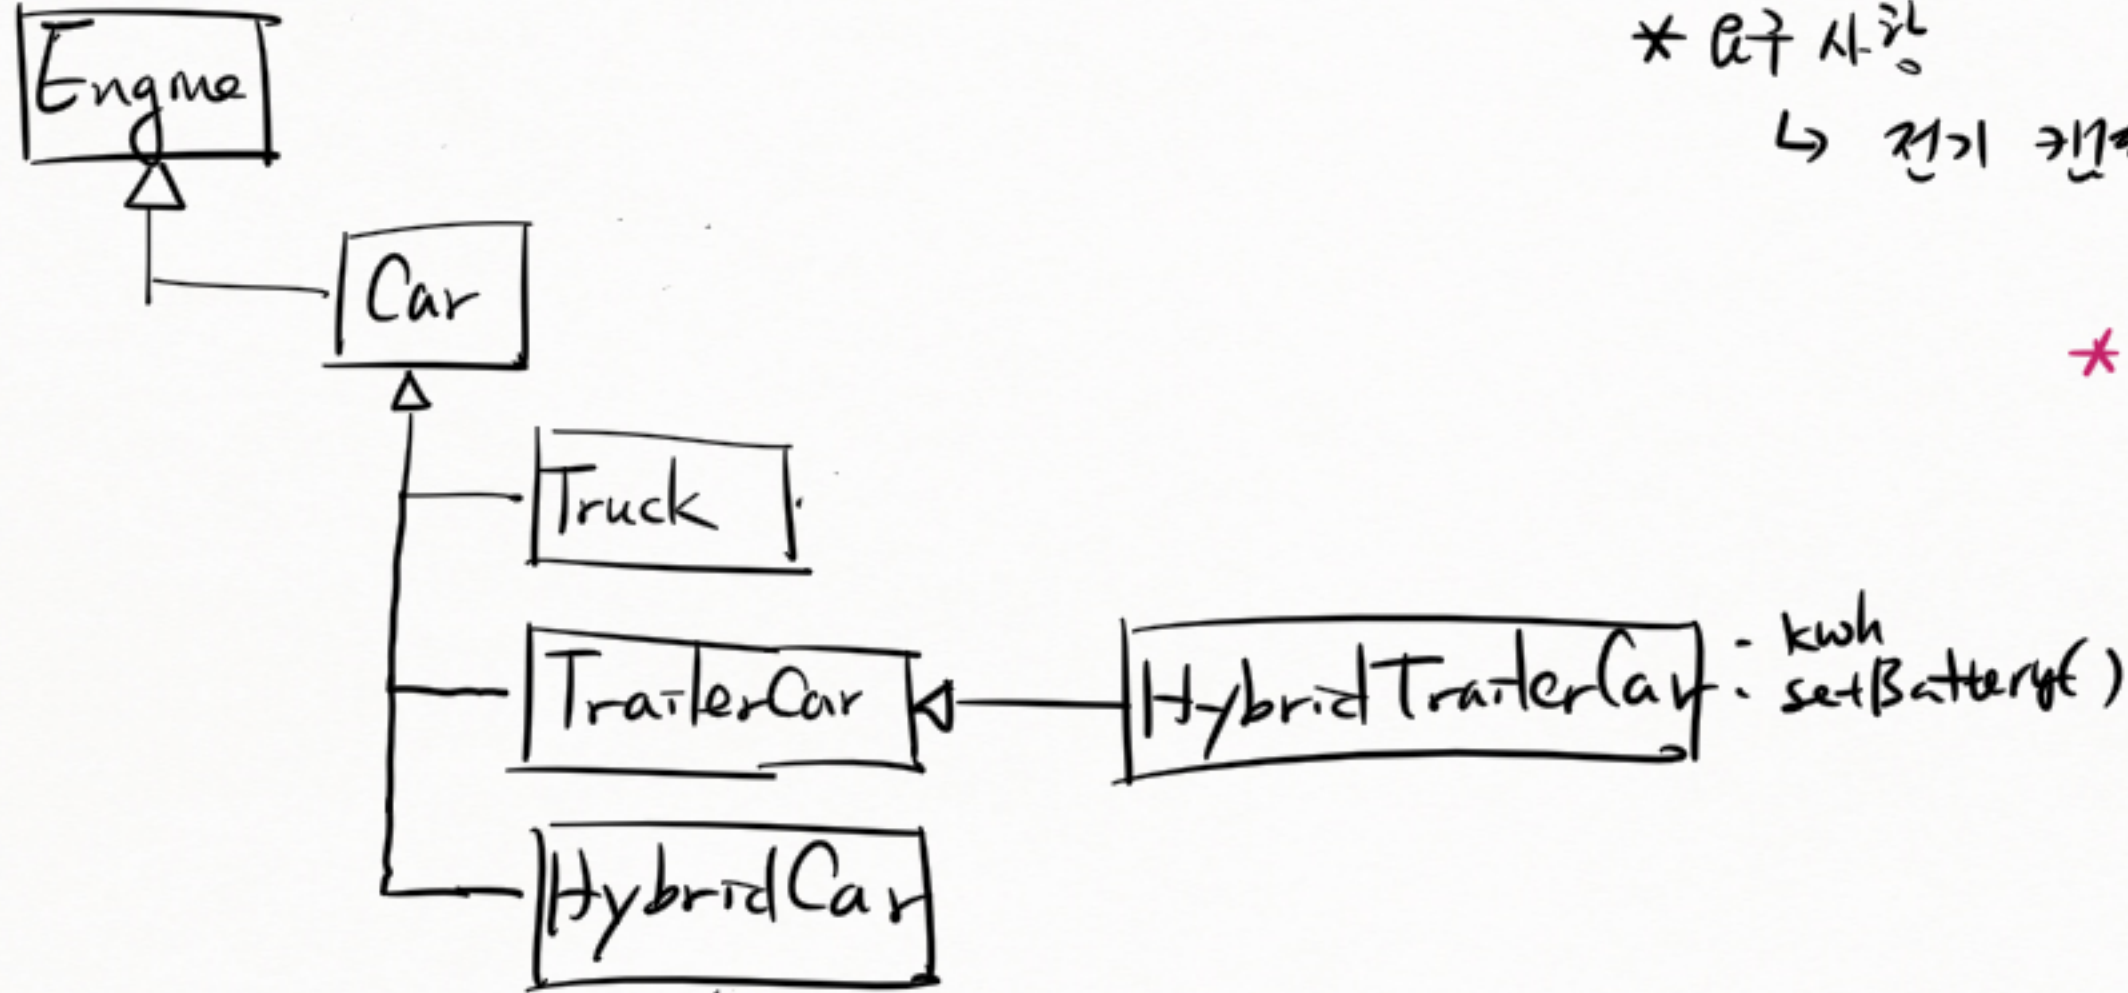 Engine
* 요구 사항
↳ 전기
Car
*
Truck
TrailerCar
HybridTrailerCar
: kwh
: setBattery()
HybridCar